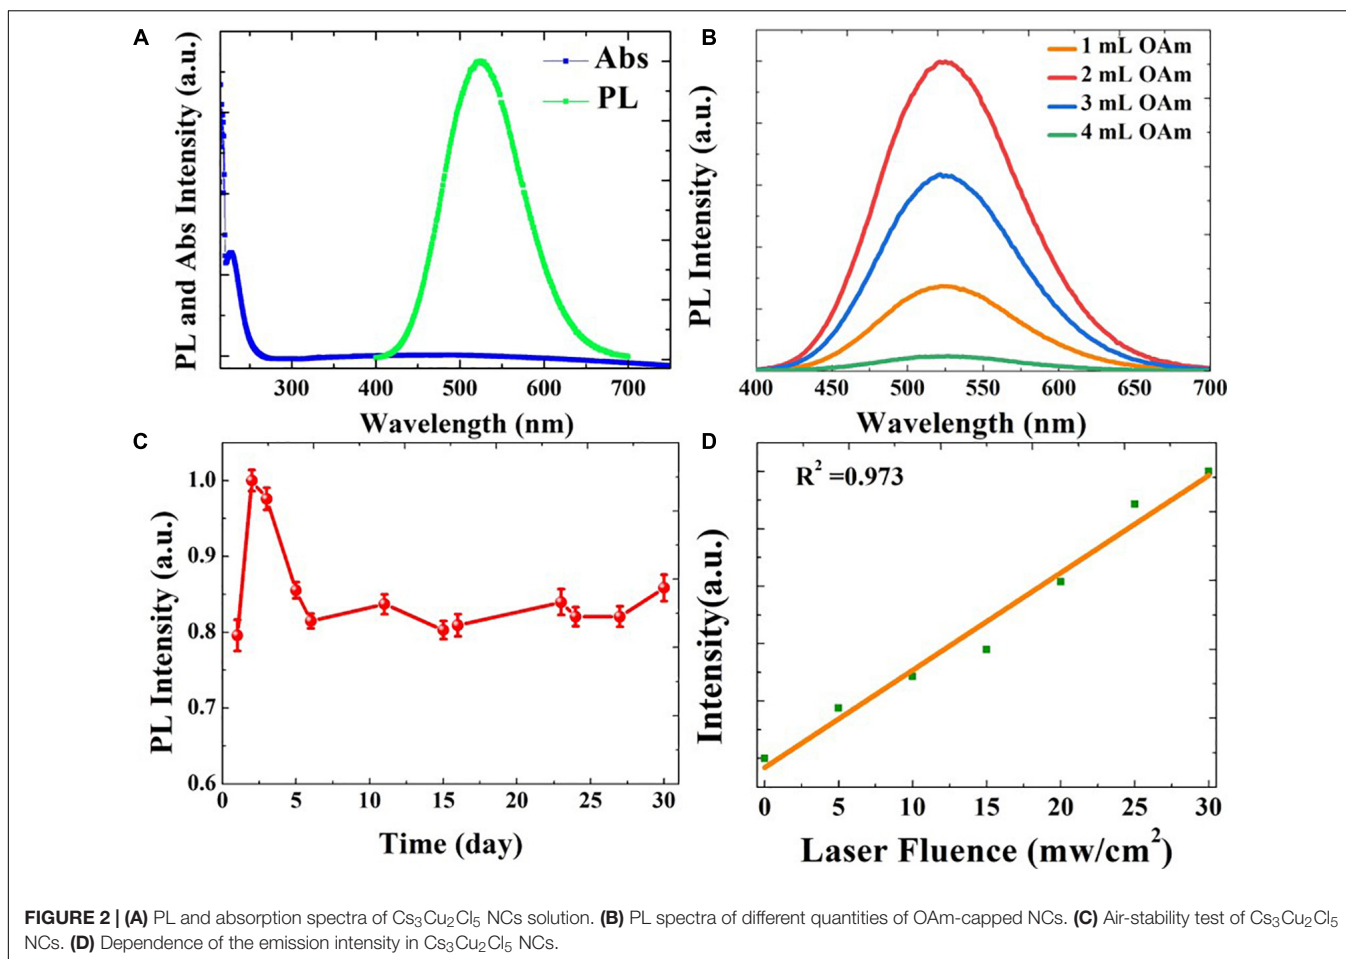 (A)
Abs
PL
PL and Abs Intensity (a.u.)
300 400 500 600 700
Wavelength (nm)
(B)
1 mL OAm
2 mL OAm
3 mL OAm
4 mL OAm
PL Intensity (a.u.)
400 450 500 550 600 650 700
Wavelength (nm)
(C)
1.0
0.9
0.8
0.7
0.6
PL Intensity (a.u.)
0 5 10 15 20 25 30
Time (day)
(D)
R² =0.973
Intensity(a.u.)
0 5 10 15 20 25 30
Laser Fluence (mw/cm²)
FIGURE 2 | (A) PL and absorption spectra of Cs₃Cu₂Cl₅ NCs solution. (B) PL spectra of different quantities of OAm-capped NCs. (C) Air-stability test of Cs₃Cu₂Cl₅
NCs. (D) Dependence of the emission intensity in Cs₃Cu₂Cl₅ NCs.